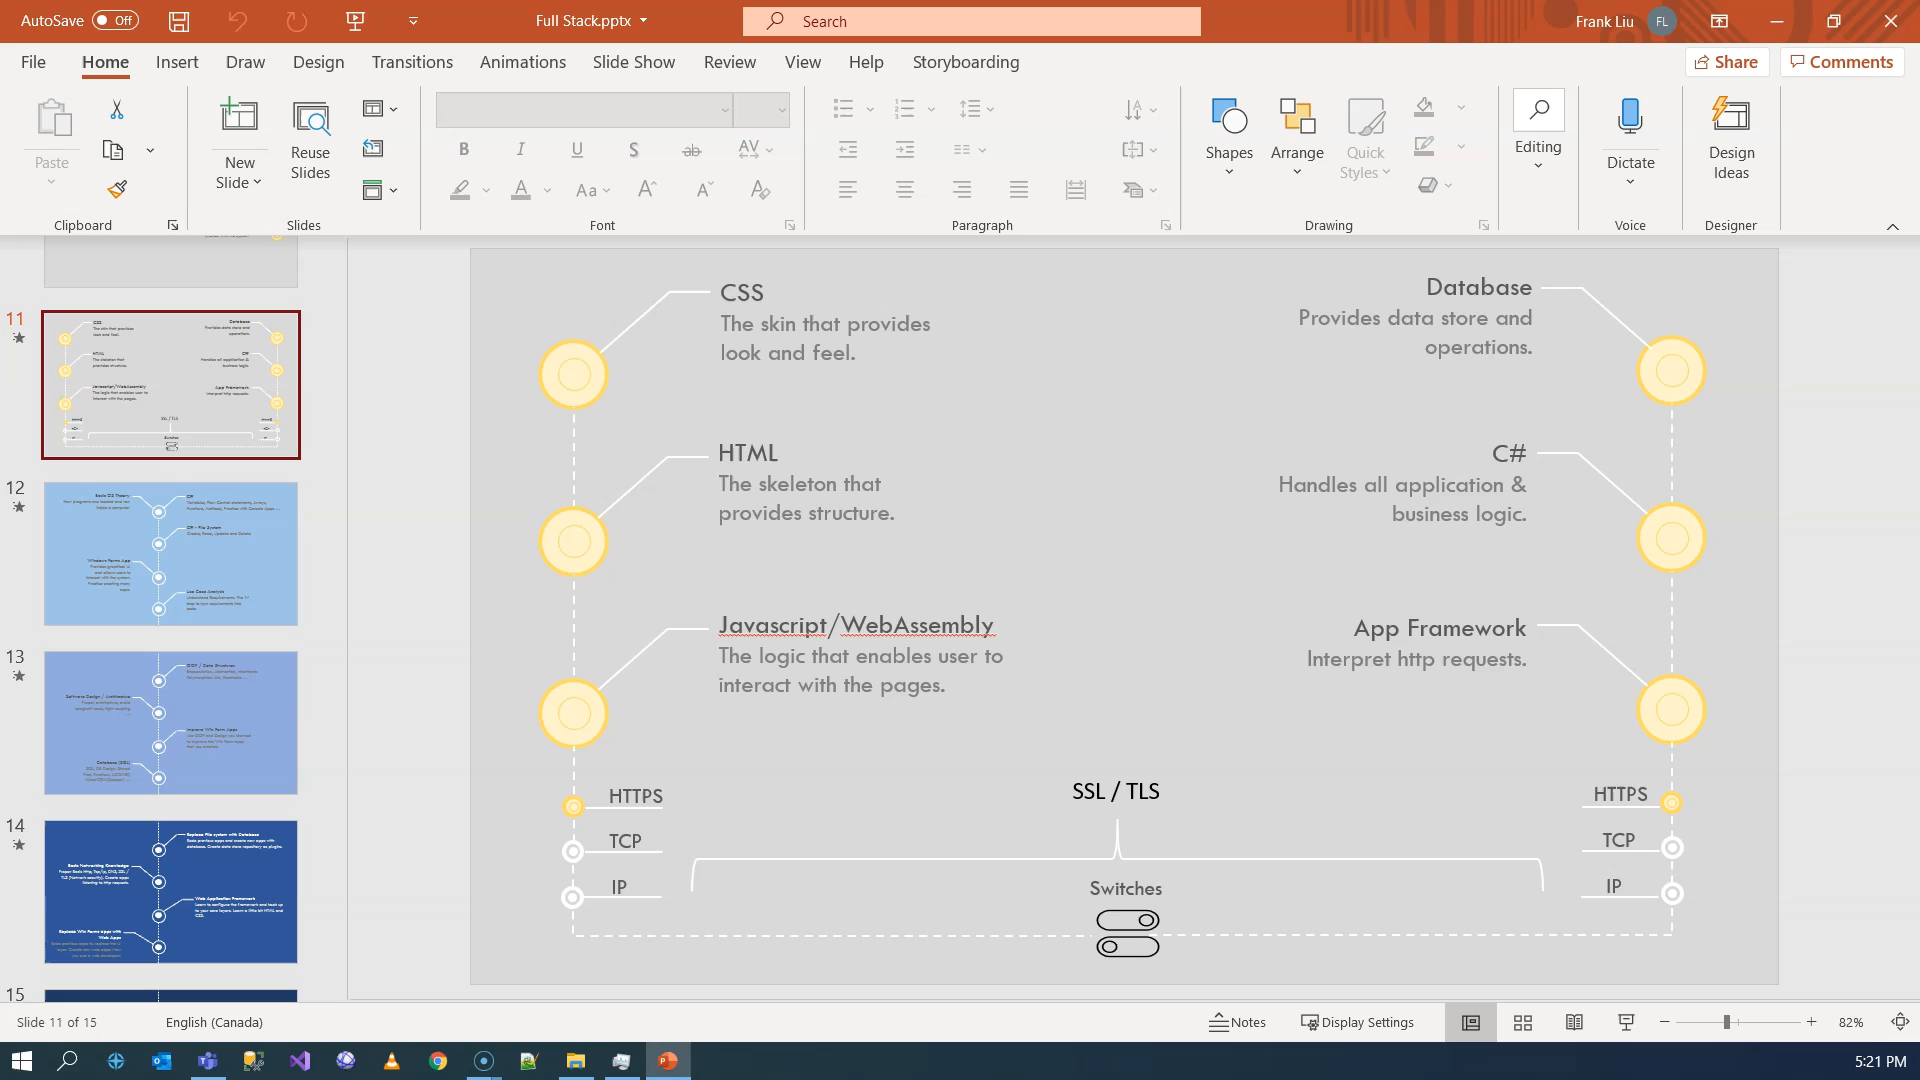 AutoSave Off
Full Stack.pptx
Search
Frank Liu FL
File Home Insert Draw Design Transitions Animations Slide Show Review View Help Storyboarding
Share Comments
Paste
New Slide
Reuse Slides
B I U S ab AV
A Aa A A A
Shapes Arrange Quick Styles
Editing
Dictate
Design Ideas
Clipboard Slides Font Paragraph Drawing Voice Designer
11
12
13
14
15
CSS
The skin that provides
look and feel.
HTML
The skeleton that
provides structure.
Javascript/WebAssembly
The logic that enables user to
interact with the pages.
Database
Provides data store and
operations.
C#
Handles all application &
business logic.
App Framework
Interpret http requests.
HTTPS
TCP
IP
SSL / TLS
Switches
HTTPS
TCP
IP
Slide 11 of 15 English (Canada) Notes Display Settings 82%
5:21 PM